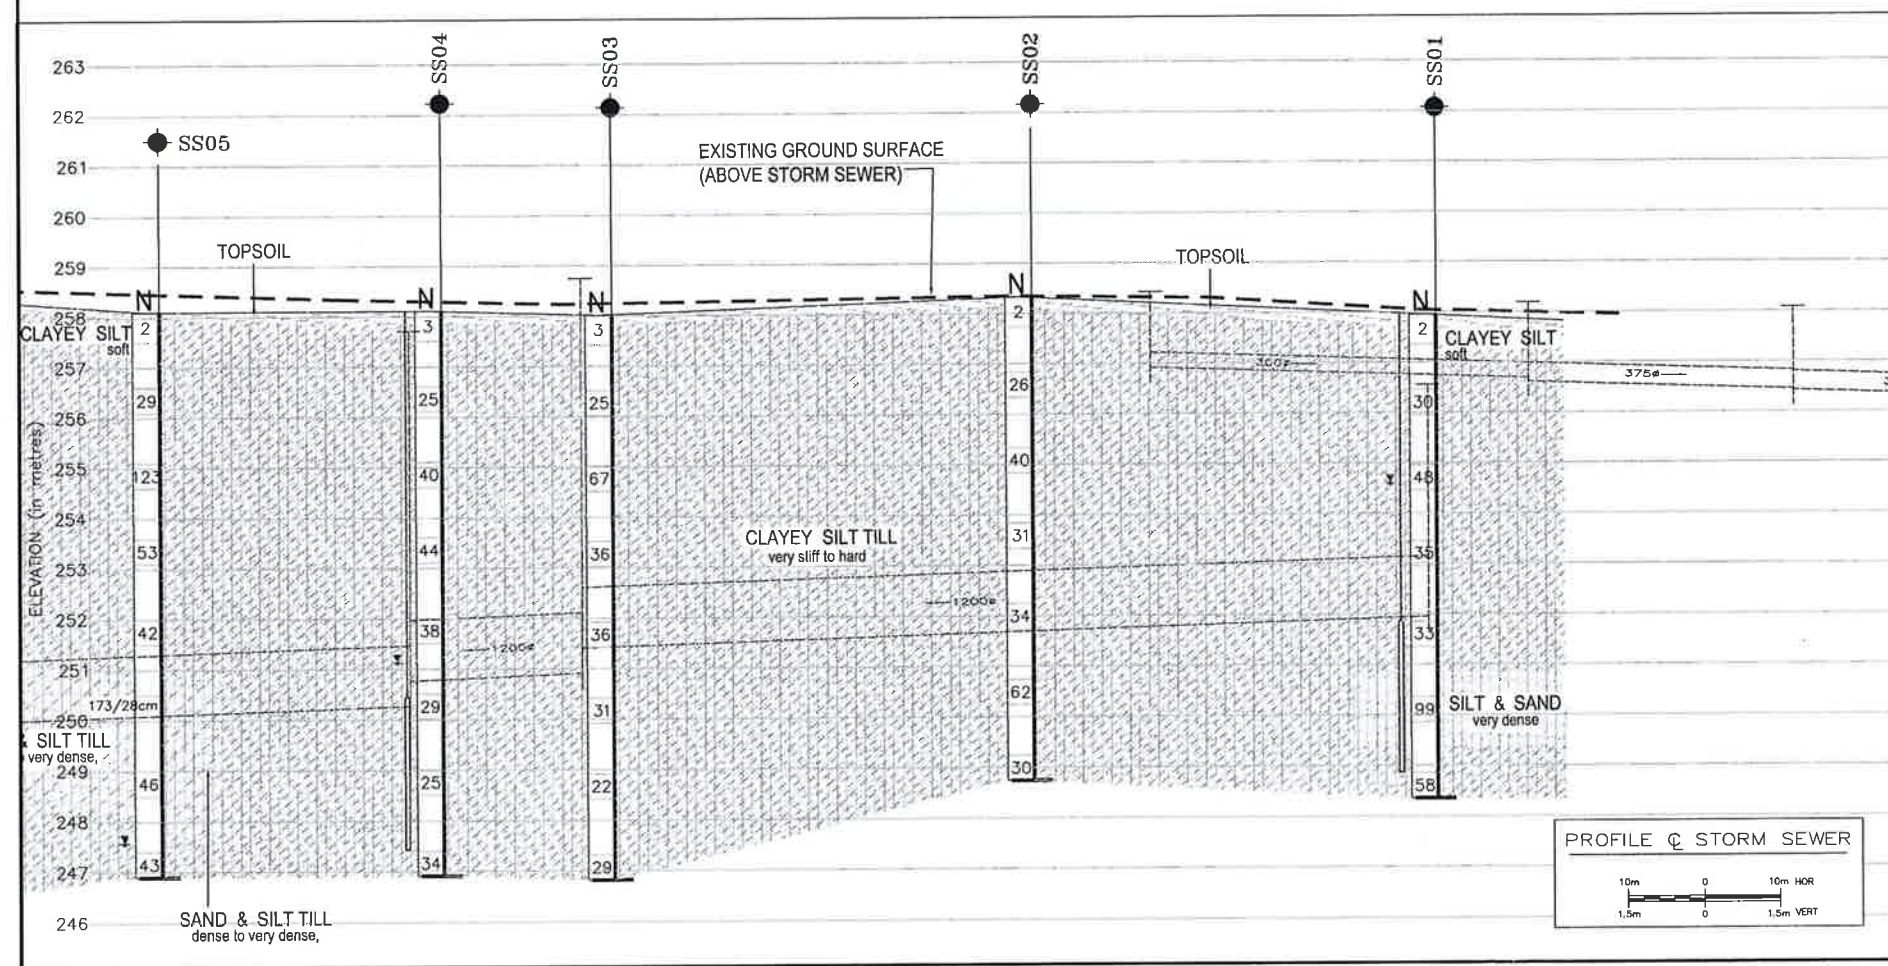 SS04
SS03
SS02
SS01
SS05
263
262
261
260
259
258
257
256
255
254
253
252
251
250
249
248
247
246
ELEVATION (in metres)
EXISTING GROUND SURFACE
(ABOVE STORM SEWER)
TOPSOIL
TOPSOIL
N
2
29
123
53
42
173/28cm
46
43
N
3
25
40
44
38
29
25
34
N
3
25
67
36
36
31
22
29
N
2
26
40
31
34
62
30
N
2
30
48
35
33
99
58
CLAYEY SILT
soft
CLAYEY SILT
soft
300ø
375ø
CLAYEY SILT TILL
very sliff to hard
1200ø
1200ø
SILT & SAND
very dense
& SILT TILL
very dense,
SAND & SILT TILL
dense to very dense,
PROFILE ℄ STORM SEWER
10m 0 10m HOR
1.5m 0 1.5m VERT